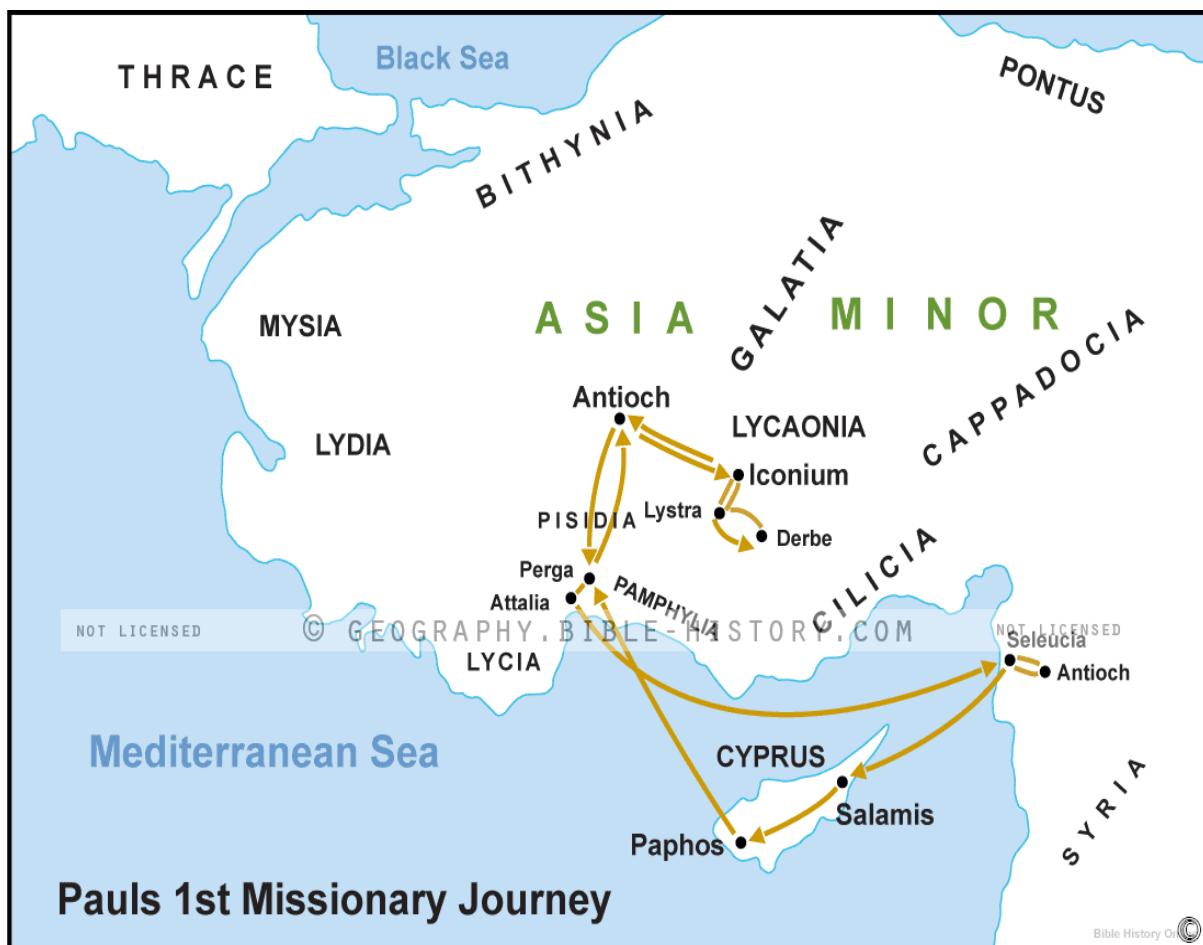 Black Sea
THRACE
PONTUS
BITHYNIA
GALATIA
ASIA MINOR
MYSIA
CAPPADOCIA
Antioch
LYCAONIA
LYDIA
Iconium
Lystra
PISIDIA
Derbe
Perga
PAMPHYLIA
CILICIA
Attalia
NOT LICENSED
© GEOGRAPHY.BIBLE-HISTORY.COM
NOT LICENSED
Seleucia
LYCIA
Antioch
Mediterranean Sea
CYPRUS
Salamis
SYRIA
Paphos
Pauls 1st Missionary Journey
Bible History
©